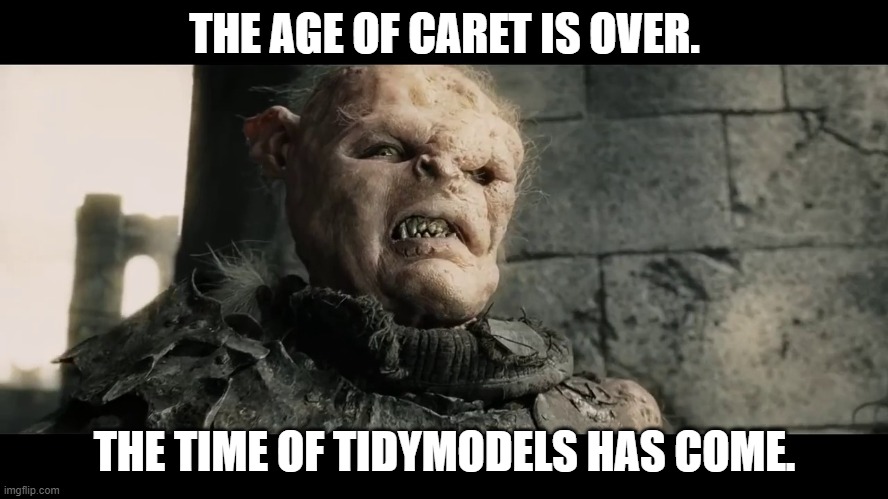 THE AGE OF CARET IS OVER.
THE TIME OF TIDYMODELS HAS COME.
imgflip.com